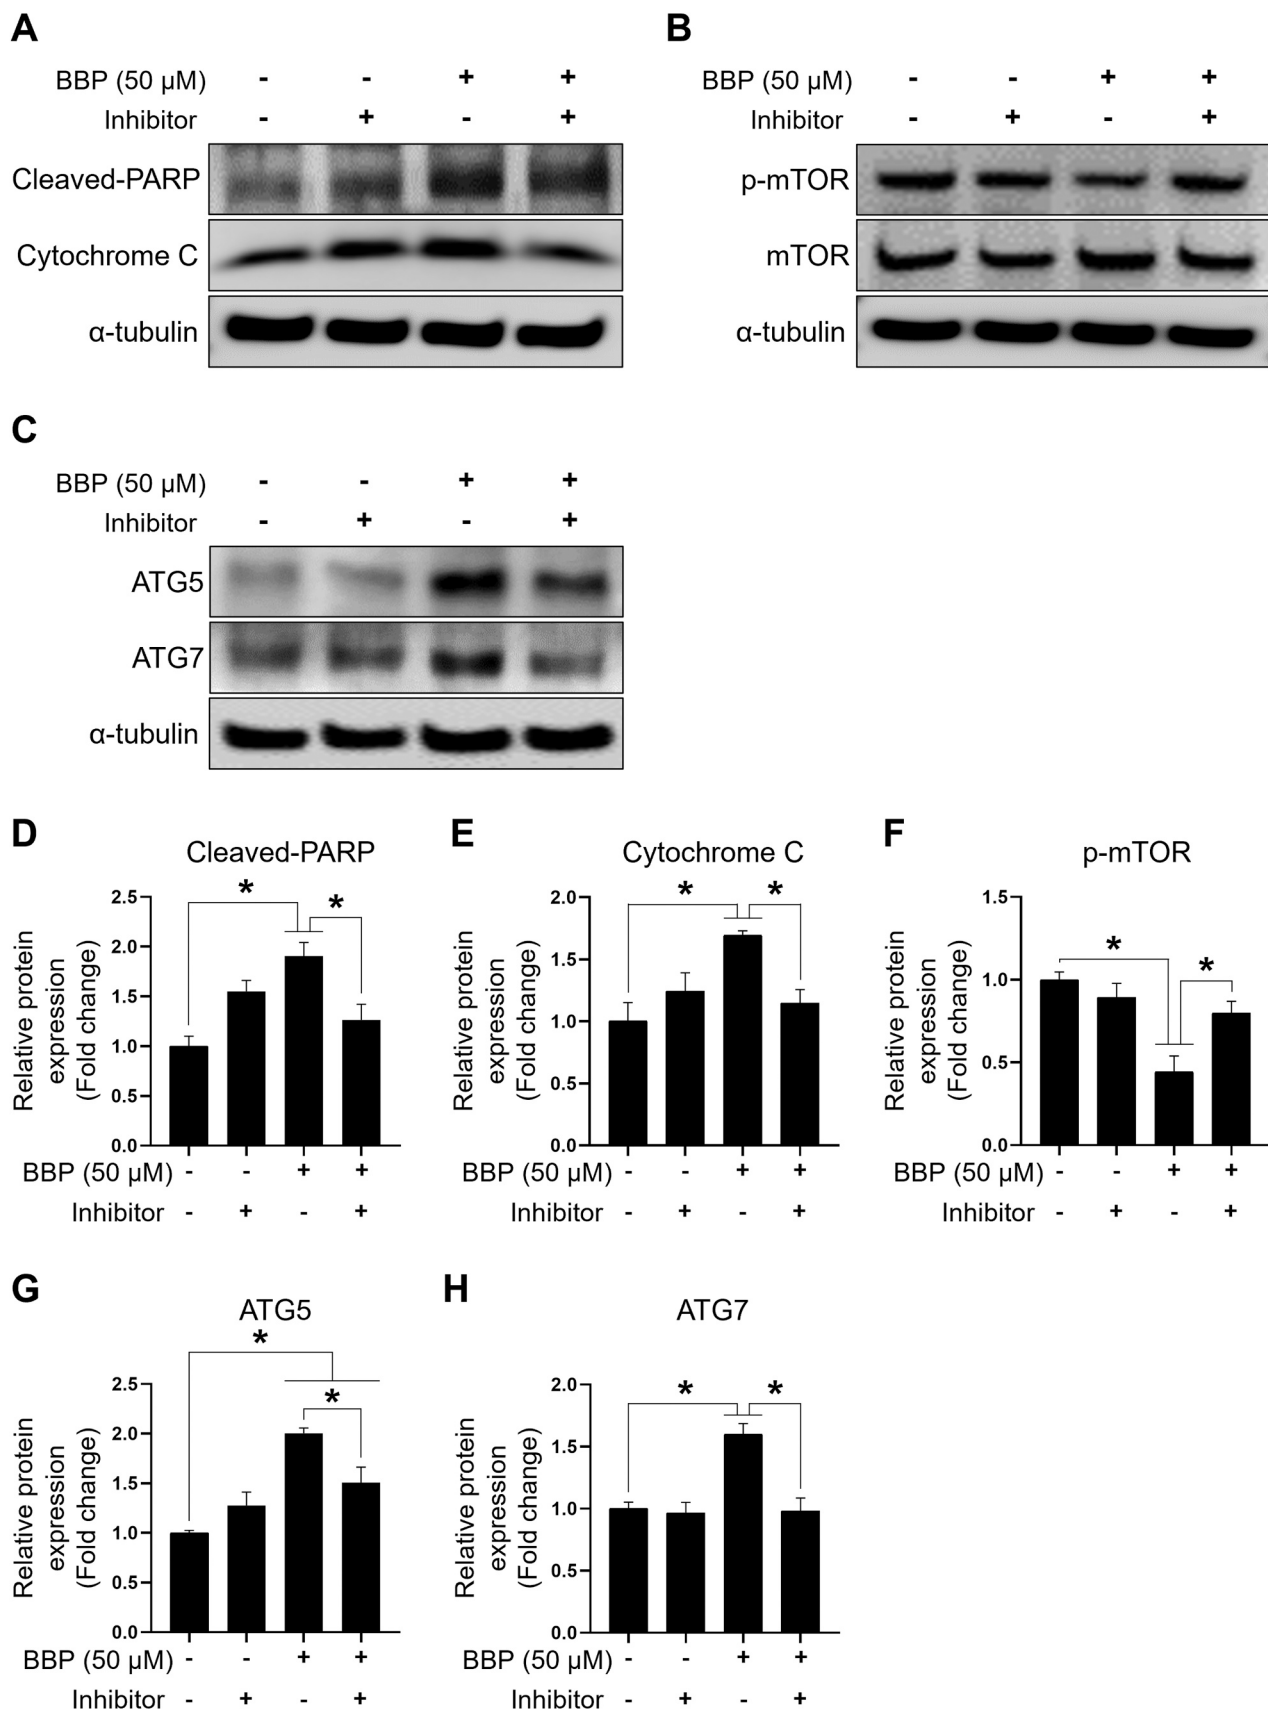 A
BBP (50 µM) - - + +
Inhibitor - + - +
Cleaved-PARP
Cytochrome C
α-tubulin
B
BBP (50 µM) - - + +
Inhibitor - + - +
p-mTOR
mTOR
α-tubulin
C
BBP (50 µM) - - + +
Inhibitor - + - +
ATG5
ATG7
α-tubulin
D
Cleaved-PARP
Relative protein
expression
(Fold change)
2.5
2.0
1.5
1.0
0.5
0.0
* *
BBP (50 µM) - - + +
Inhibitor - + - +
E
Cytochrome C
Relative protein
expression
(Fold change)
2.0
1.5
1.0
0.5
0.0
* *
BBP (50 µM) - - + +
Inhibitor - + - +
F
p-mTOR
Relative protein
expression
(Fold change)
1.5
1.0
0.5
0.0
* *
BBP (50 µM) - - + +
Inhibitor - + - +
G
ATG5
Relative protein
expression
(Fold change)
2.5
2.0
1.5
1.0
0.5
0.0
*
*
BBP (50 µM) - - + +
Inhibitor - + - +
H
ATG7
Relative protein
expression
(Fold change)
2.0
1.5
1.0
0.5
0.0
* *
BBP (50 µM) - - + +
Inhibitor - + - +